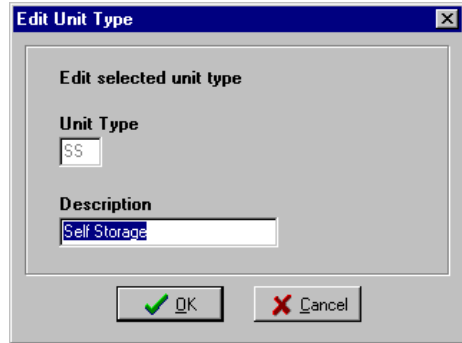 Edit Unit Type
Edit selected unit type
Unit Type
SS
Description
Self Storage
OK
Cancel